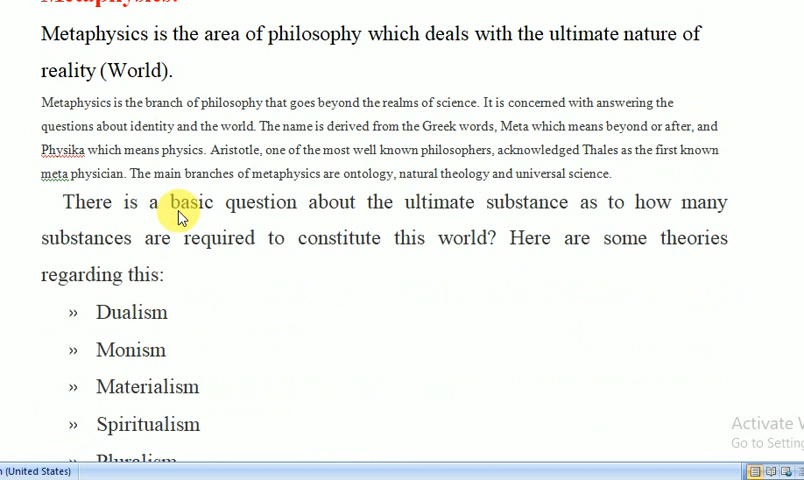 Metaphysics:
Metaphysics is the area of philosophy which deals with the ultimate nature of
reality (World).
Metaphysics is the branch of philosophy that goes beyond the realms of science. It is concerned with answering the
questions about identity and the world. The name is derived from the Greek words, Meta which means beyond or after, and
Physika which means physics. Aristotle, one of the most well known philosophers, acknowledged Thales as the first known
meta physician. The main branches of metaphysics are ontology, natural theology and universal science.
There is a basic question about the ultimate substance as to how many
substances are required to constitute this world? Here are some theories
regarding this:
» Dualism
» Monism
» Materialism
» Spiritualism
» Pluralism
Activate
Go to Setting
(United States)